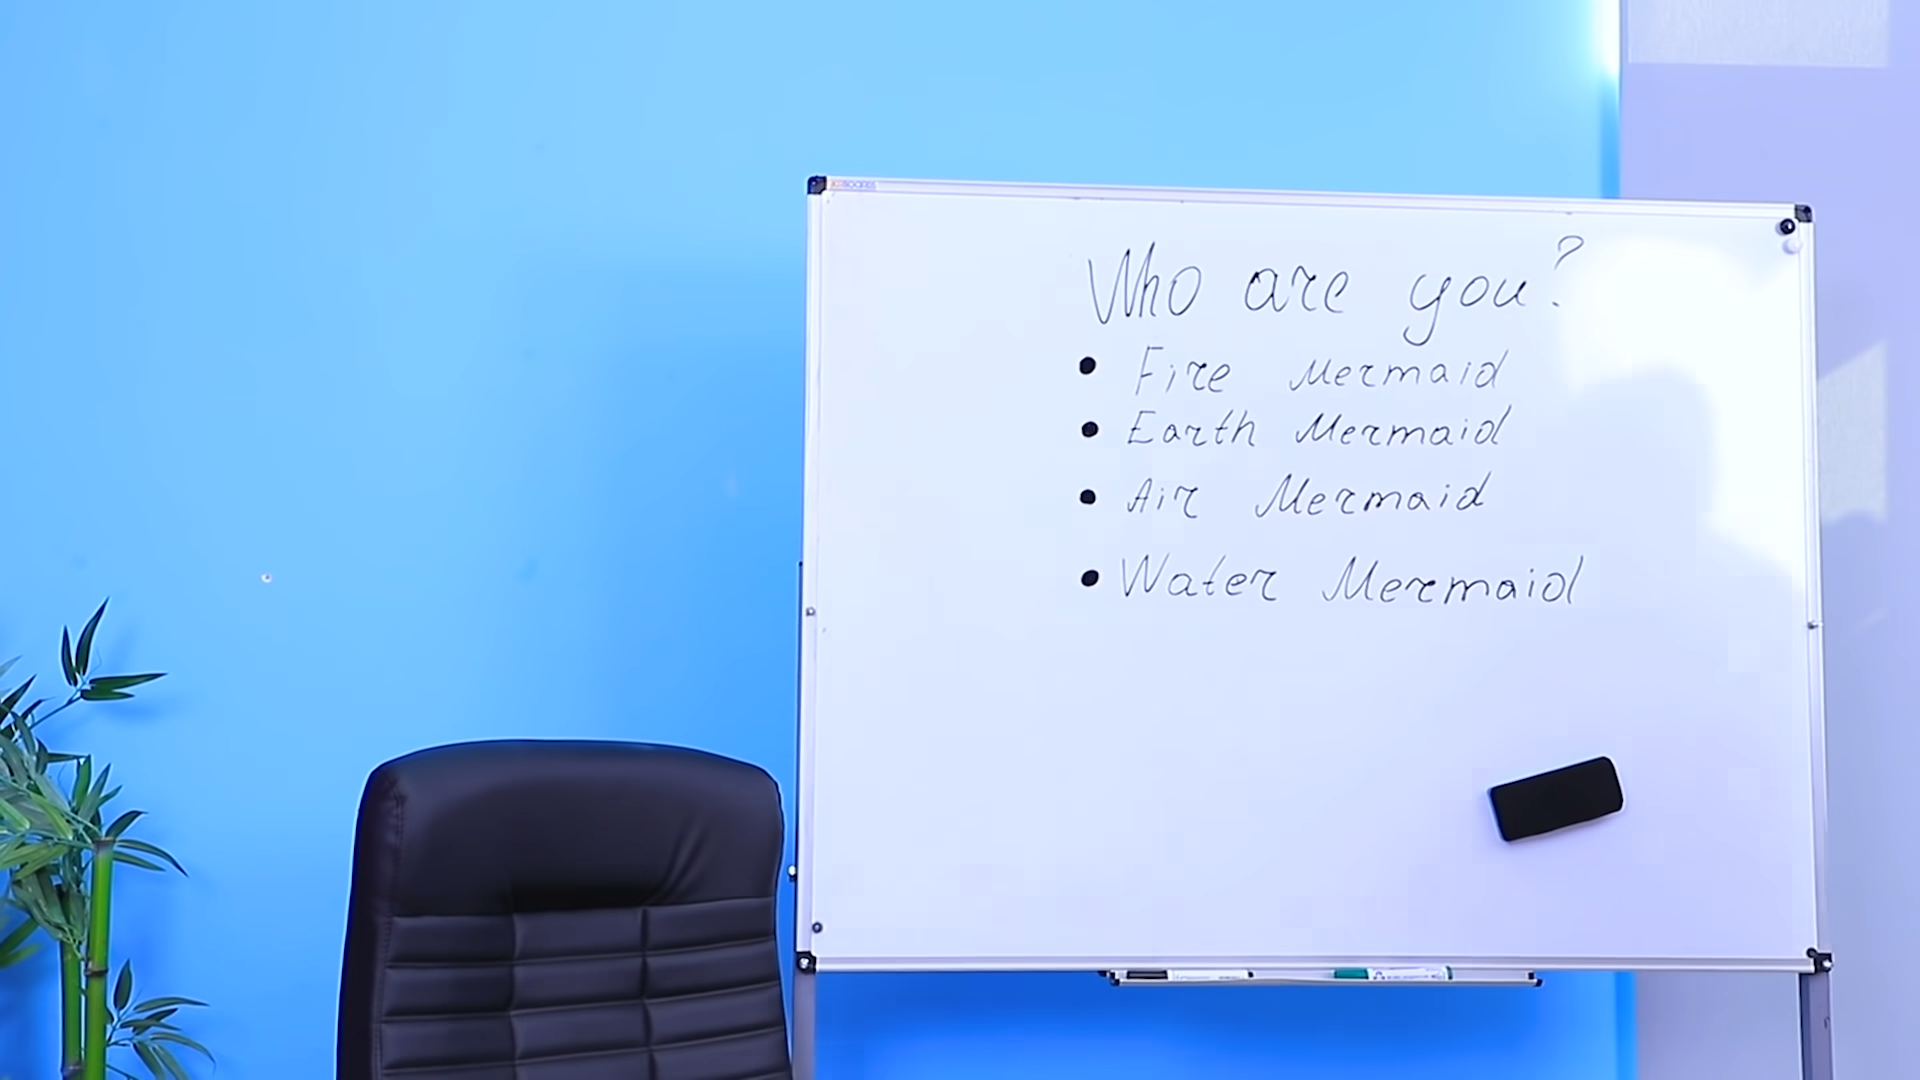 Who are you?
• Fire Mermaid
• Earth Mermaid
• Air Mermaid
• Water Mermaid